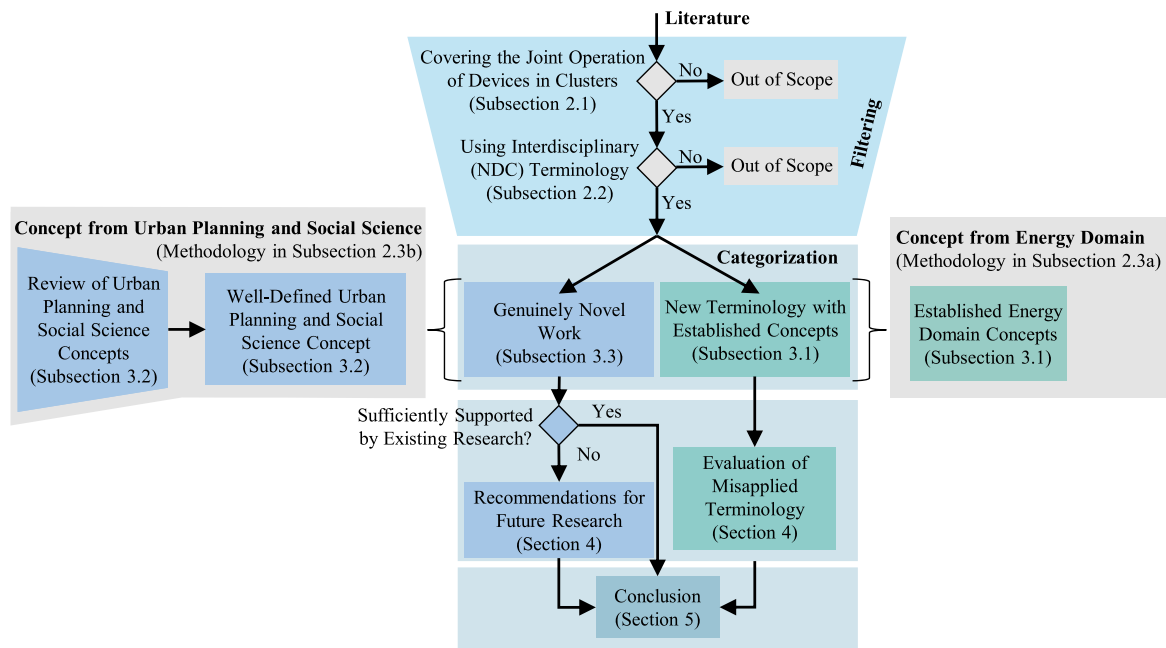 Literature
Covering the Joint Operation
of Devices in Clusters
(Subsection 2.1)
No
Out of Scope
Yes
Filtering
Using Interdisciplinary
(NDC) Terminology
(Subsection 2.2)
No
Out of Scope
Yes
Concept from Urban Planning and Social Science
(Methodology in Subsection 2.3b)
Review of Urban
Planning and
Social Science
Concepts
(Subsection 3.2)
Well-Defined Urban
Planning and Social
Science Concept
(Subsection 3.2)
Categorization
Genuinely Novel
Work
(Subsection 3.3)
New Terminology with
Established Concepts
(Subsection 3.1)
Concept from Energy Domain
(Methodology in Subsection 2.3a)
Established Energy
Domain Concepts
(Subsection 3.1)
Sufficiently Supported
by Existing Research?
Yes
No
Recommendations for
Future Research
(Section 4)
Evaluation of
Misapplied
Terminology
(Section 4)
Conclusion
(Section 5)